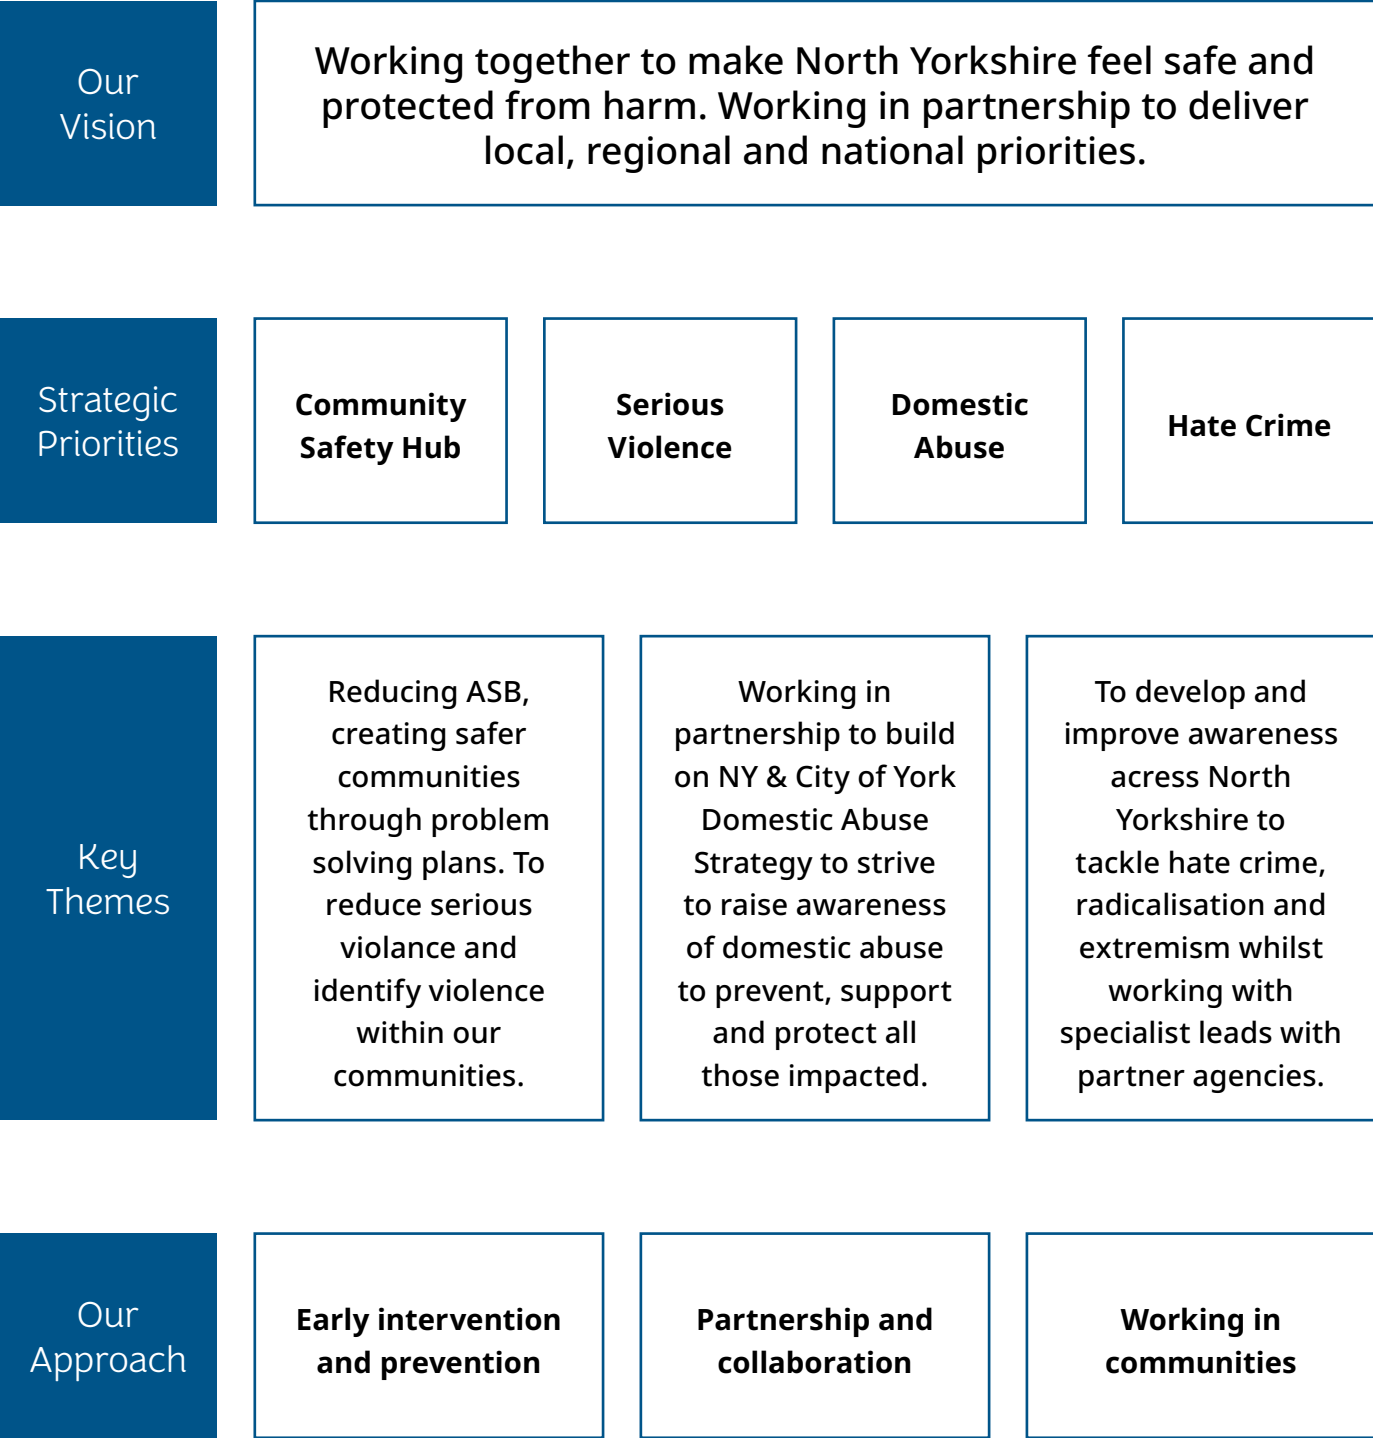 Our
Vision
Working together to make North Yorkshire feel safe and
protected from harm. Working in partnership to deliver
local, regional and national priorities.
Strategic
Priorities
Community
Safety Hub
Serious
Violence
Domestic
Abuse
Hate Crime
Key
Themes
Reducing ASB,
creating safer
communities
through problem
solving plans. To
reduce serious
violance and
identify violence
within our
communities.
Working in
partnership to build
on NY & City of York
Domestic Abuse
Strategy to strive
to raise awareness
of domestic abuse
to prevent, support
and protect all
those impacted.
To develop and
improve awareness
acress North
Yorkshire to
tackle hate crime,
radicalisation and
extremism whilst
working with
specialist leads with
partner agencies.
Our
Approach
Early intervention
and prevention
Partnership and
collaboration
Working in
communities